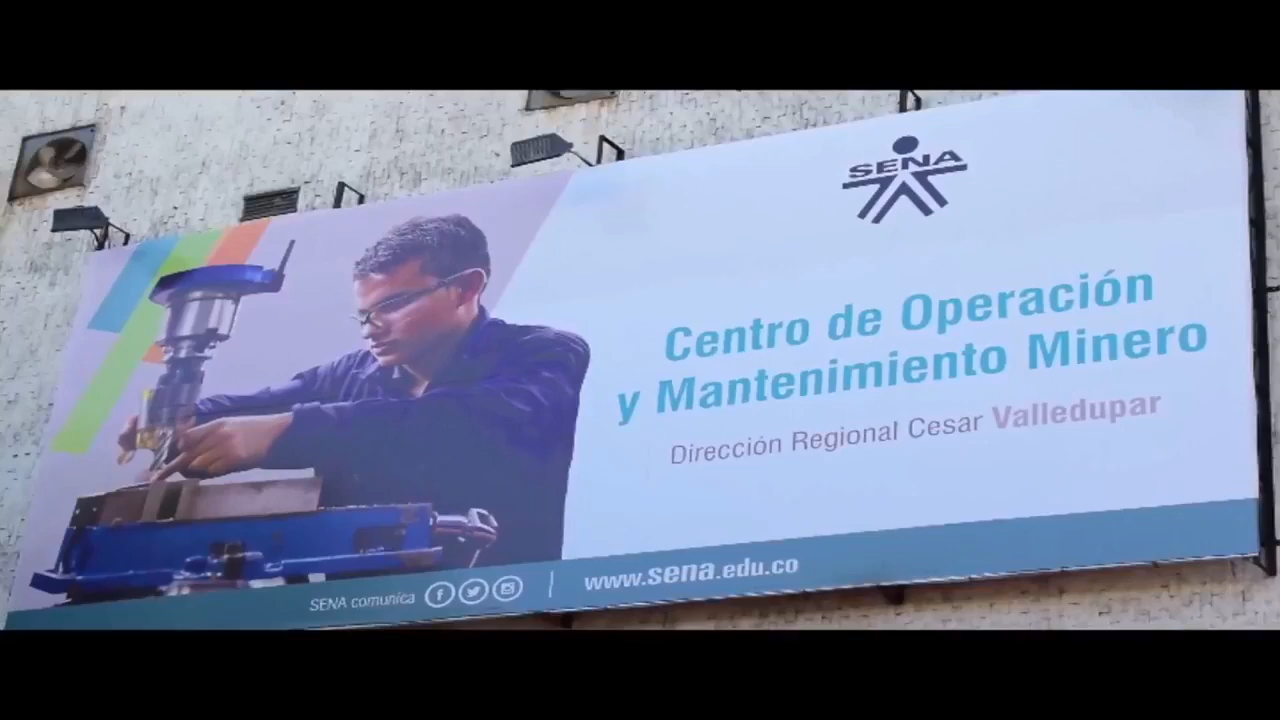 SENA
Centro de Operación
y Mantenimiento Minero
Dirección Regional Cesar Valledupar
SENA comunica
www.sena.edu.co